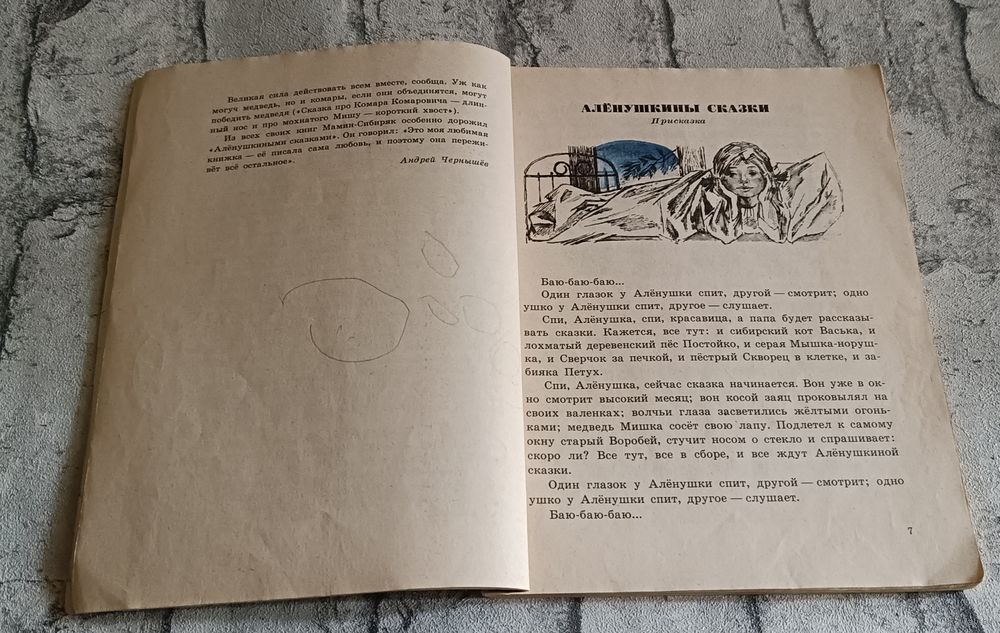 Великая сила действовать всем вместе, сообща. Уж как
могуч медведь, но и комары, если они объединятся, могут
победить медведя («Сказка про Комара Комаровича — длин-
ный нос и про мохнатого Мишу — короткий хвост»).
Из всех своих книг Мамин-Сибиряк особенно дорожил
«Алёнушкиными сказками». Он говорил: «Это моя любимая
книжка — её писала сама любовь, и поэтому она пережи-
вёт всё остальное».
Андрей Чернышёв
АЛЁНУШКИНЫ СКАЗКИ
Присказка
Баю-баю-баю...
Один глазок у Алёнушки спит, другой — смотрит; одно
ушко у Алёнушки спит, другое — слушает.
Спи, Алёнушка, спи, красавица, а папа будет рассказы-
вать сказки. Кажется, все тут: и сибирский кот Васька, и
лохматый деревенский пёс Постойко, и серая Мышка-норуш-
ка, и Сверчок за печкой, и пёстрый Скворец в клетке, и за-
бияка Петух.
Спи, Алёнушка, сейчас сказка начинается. Вон уже в ок-
но смотрит высокий месяц; вон косой заяц проковылял на
своих валенках; волчьи глаза засветились жёлтыми огонь-
ками; медведь Мишка сосёт свою лапу. Подлетел к самому
окну старый Воробей, стучит носом о стекло и спрашивает:
скоро ли? Все тут, все в сборе, и все ждут Алёнушкиной
сказки.
Один глазок у Алёнушки спит, другой — смотрит; одно
ушко у Алёнушки спит, другое — слушает.
Баю-баю-баю...
7